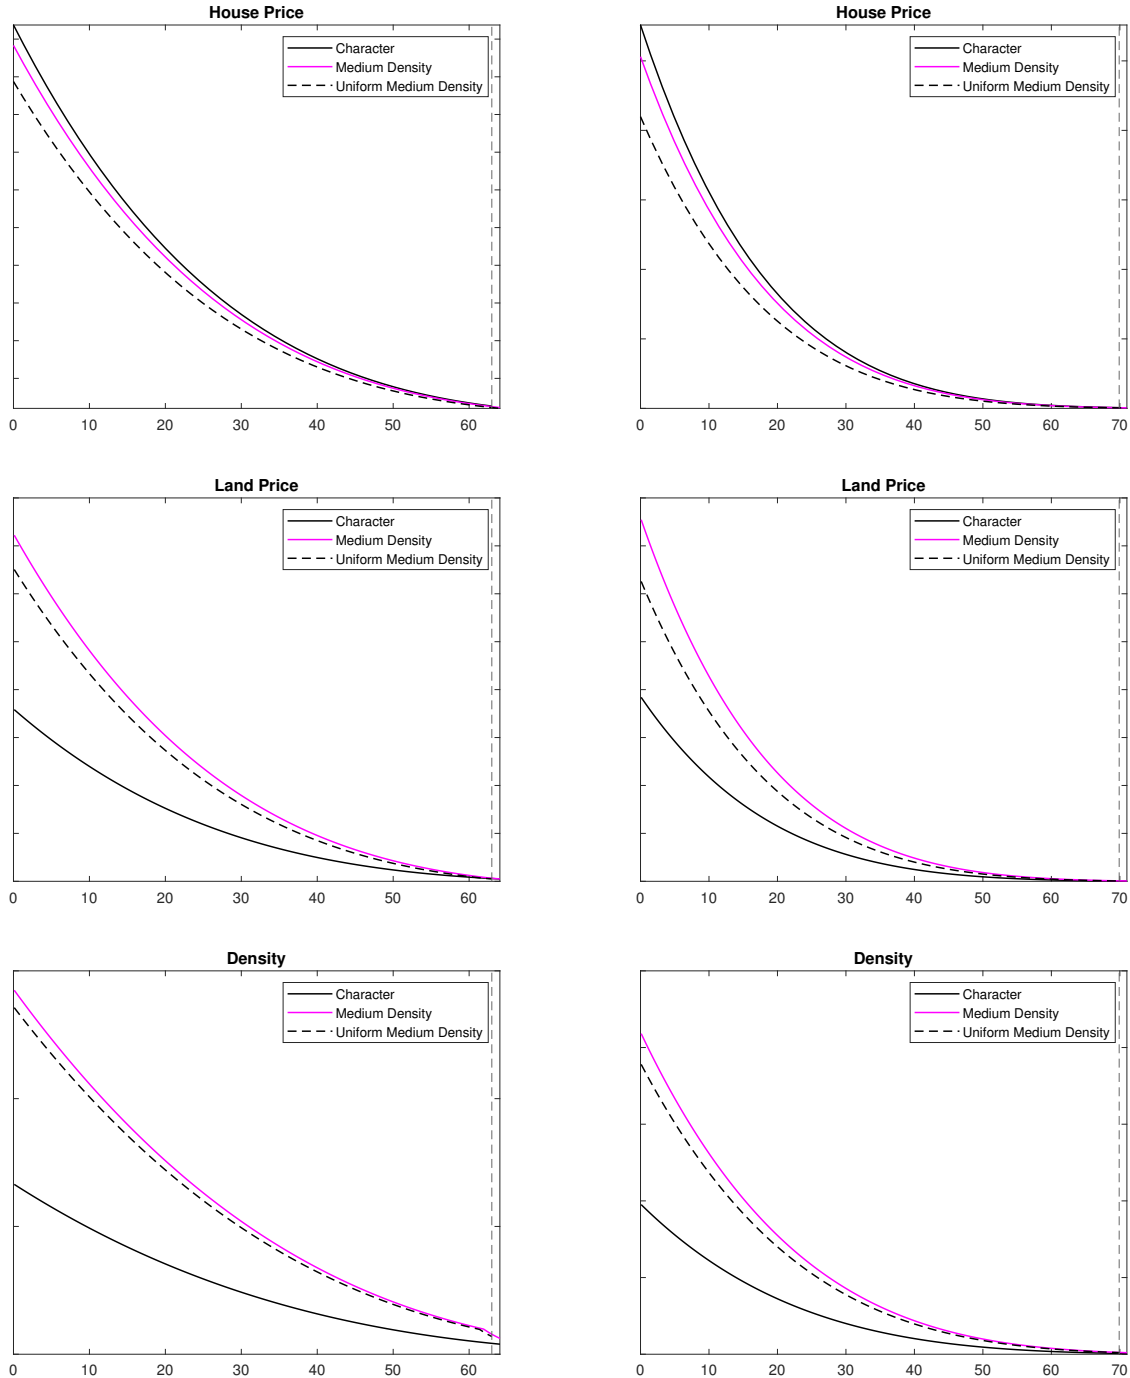 House Price
Character
Medium Density
Uniform Medium Density
0 10 20 30 40 50 60
House Price
Character
Medium Density
Uniform Medium Density
0 10 20 30 40 50 60 70
Land Price
Character
Medium Density
Uniform Medium Density
0 10 20 30 40 50 60
Land Price
Character
Medium Density
Uniform Medium Density
0 10 20 30 40 50 60 70
Density
Character
Medium Density
Uniform Medium Density
0 10 20 30 40 50 60
Density
Character
Medium Density
Uniform Medium Density
0 10 20 30 40 50 60 70